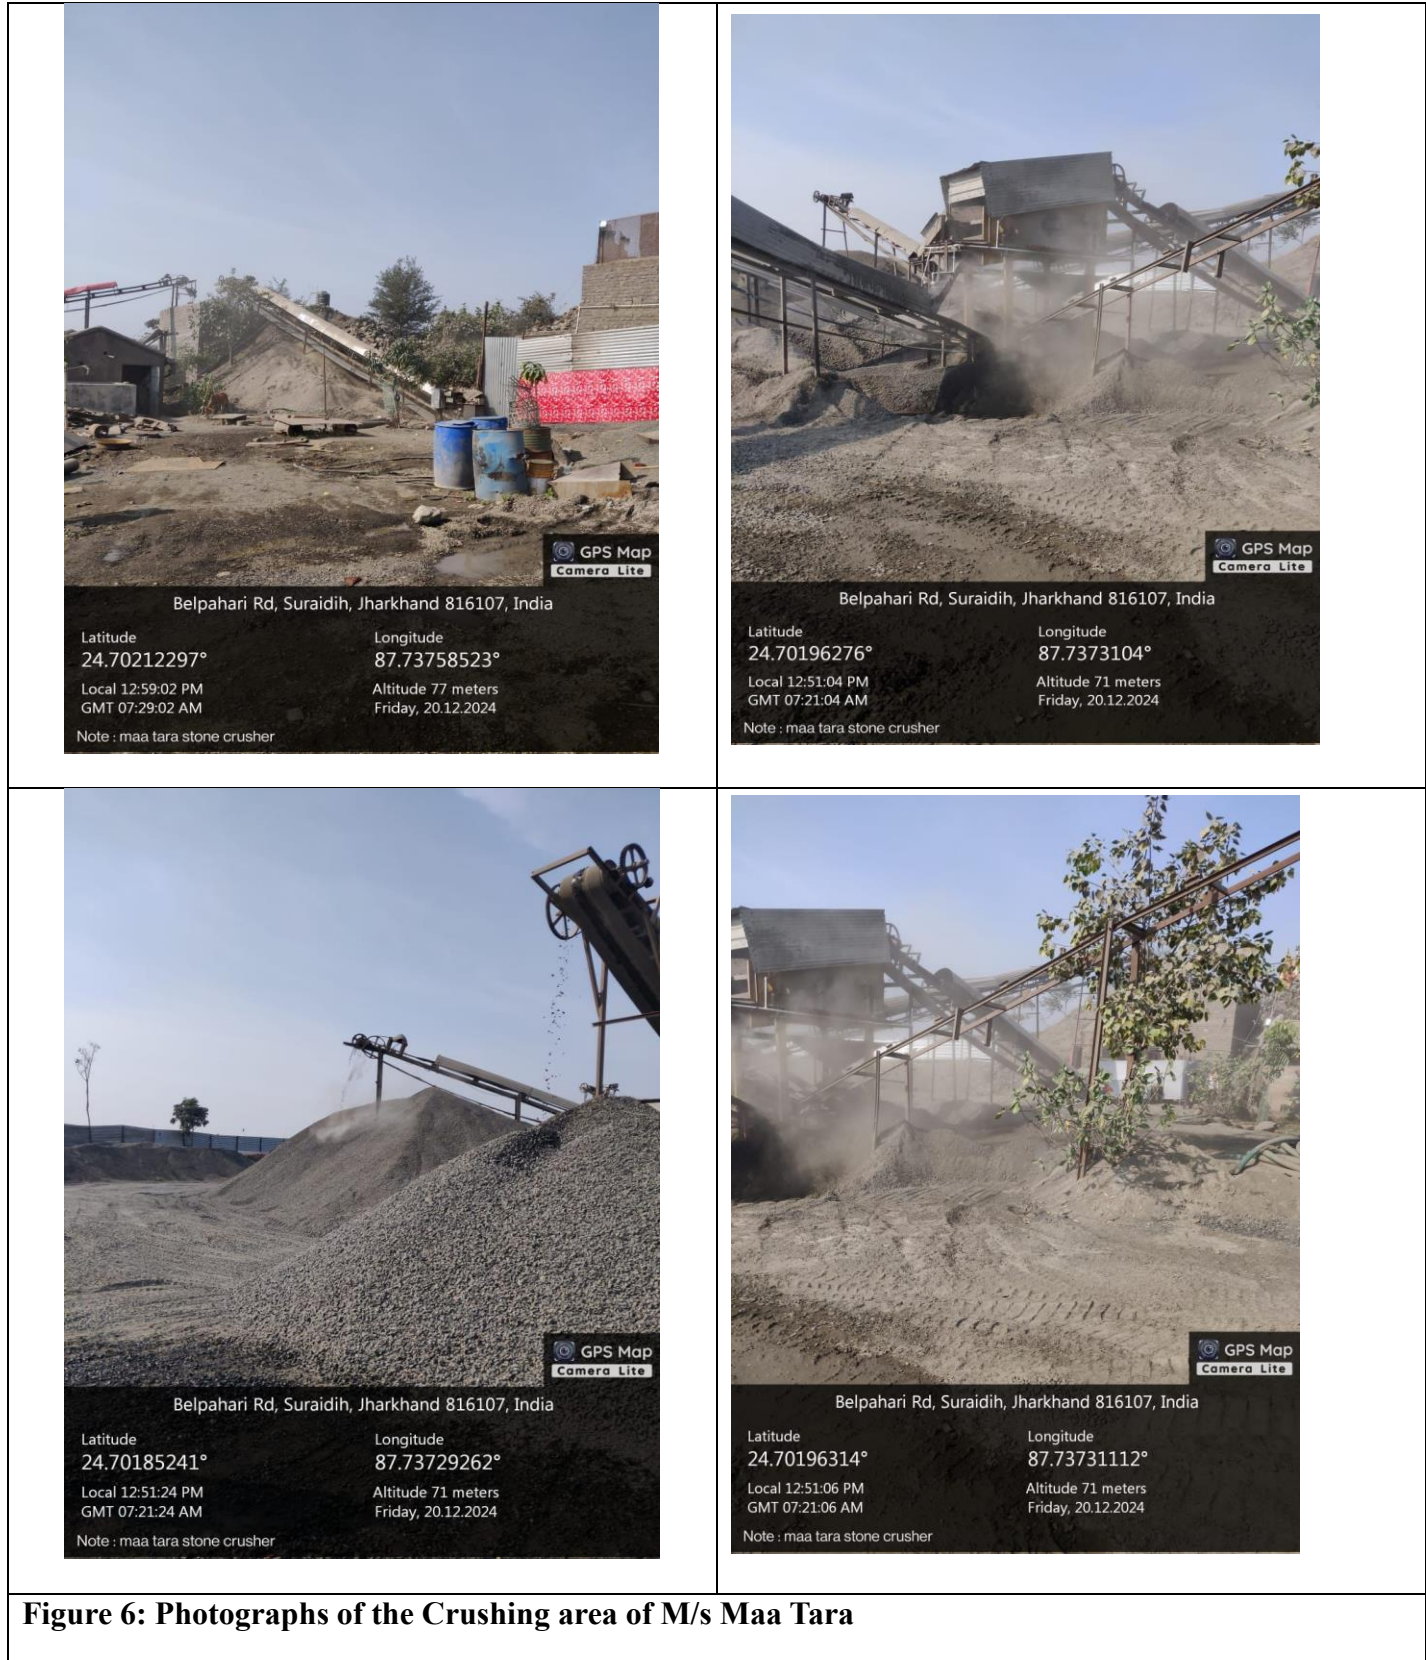 GPS Map
Camera Lite
Belpahari Rd, Suraidih, Jharkhand 816107, India
Latitude
24.70212297°
Longitude
87.73758523°
Local 12:59:02 PM
GMT 07:29:02 AM
Altitude 77 meters
Friday, 20.12.2024
Note : maa tara stone crusher
GPS Map
Camera Lite
Belpahari Rd, Suraidih, Jharkhand 816107, India
Latitude
24.70196276°
Longitude
87.7373104°
Local 12:51:04 PM
GMT 07:21:04 AM
Altitude 71 meters
Friday, 20.12.2024
Note : maa tara stone crusher
GPS Map
Camera Lite
Belpahari Rd, Suraidih, Jharkhand 816107, India
Latitude
24.70185241°
Longitude
87.73729262°
Local 12:51:24 PM
GMT 07:21:24 AM
Altitude 71 meters
Friday, 20.12.2024
Note : maa tara stone crusher
GPS Map
Camera Lite
Belpahari Rd, Suraidih, Jharkhand 816107, India
Latitude
24.70196314°
Longitude
87.73731112°
Local 12:51:06 PM
GMT 07:21:06 AM
Altitude 71 meters
Friday, 20.12.2024
Note : maa tara stone crusher
Figure 6: Photographs of the Crushing area of M/s Maa Tara